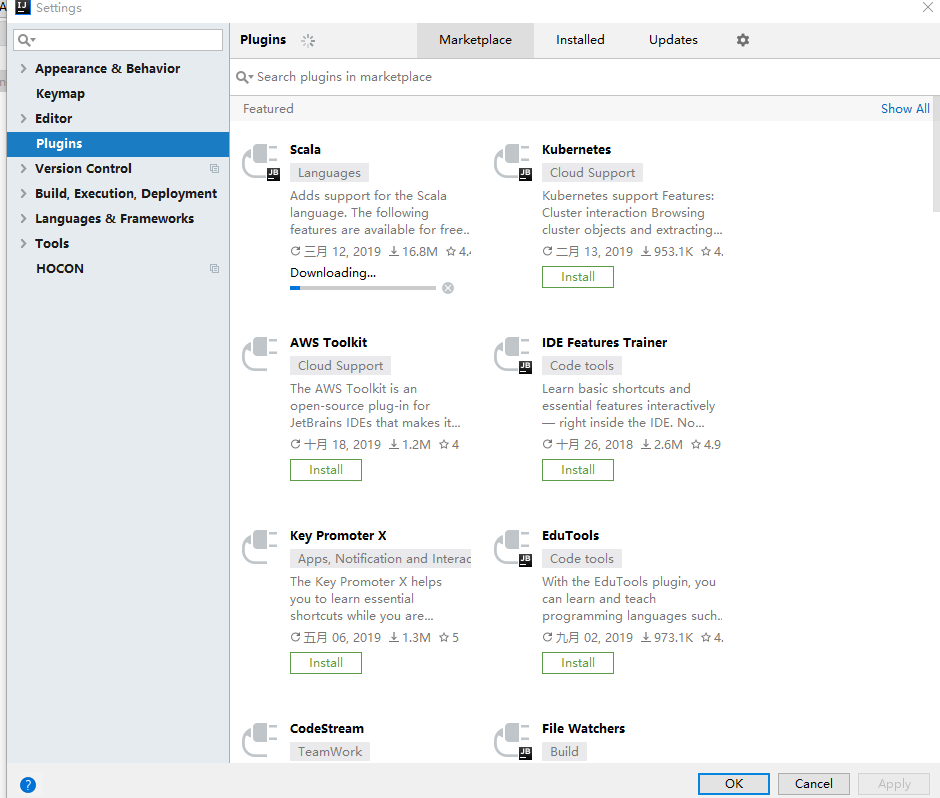 Settings
Plugins
Marketplace
Installed
Updates
Search plugins in marketplace
Appearance & Behavior
Keymap
Editor
Plugins
Version Control
Build, Execution, Deployment
Languages & Frameworks
Tools
HOCON
Featured
Show All
Scala
Languages
Adds support for the Scala
language. The following
features are available for free..
三月 12, 2019 16.8M 4.
Downloading...
Kubernetes
Cloud Support
Kubernetes support Features:
Cluster interaction Browsing
cluster objects and extracting...
二月 13, 2019 953.1K 4.
Install
AWS Toolkit
Cloud Support
The AWS Toolkit is an
open-source plug-in for
JetBrains IDEs that makes it...
十月 18, 2019 1.2M 4
Install
IDE Features Trainer
Code tools
Learn basic shortcuts and
essential features interactively
— right inside the IDE. No...
十月 26, 2018 2.6M 4.9
Install
Key Promoter X
Apps, Notification and Interac
The Key Promoter X helps
you to learn essential
shortcuts while you are...
五月 06, 2019 1.3M 5
Install
EduTools
Code tools
With the EduTools plugin, you
can learn and teach
programming languages such..
九月 02, 2019 973.1K 4.
Install
CodeStream
TeamWork
File Watchers
Build
?
OK
Cancel
Apply